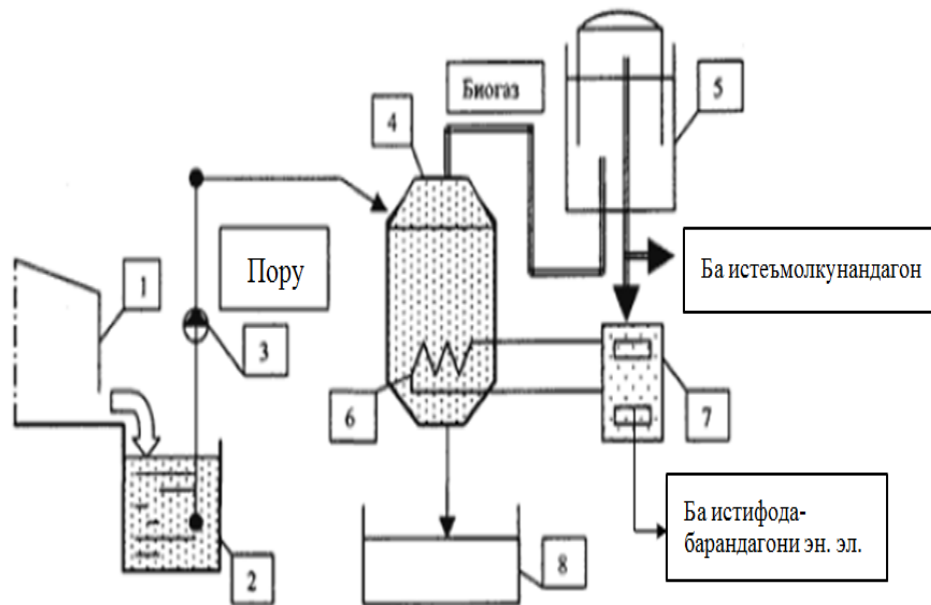 Биогаз
5
4
Ба истеъмолкунандагон
Пору
1
3
6
7
Ба истифода-
барандагони эн. эл.
2
8